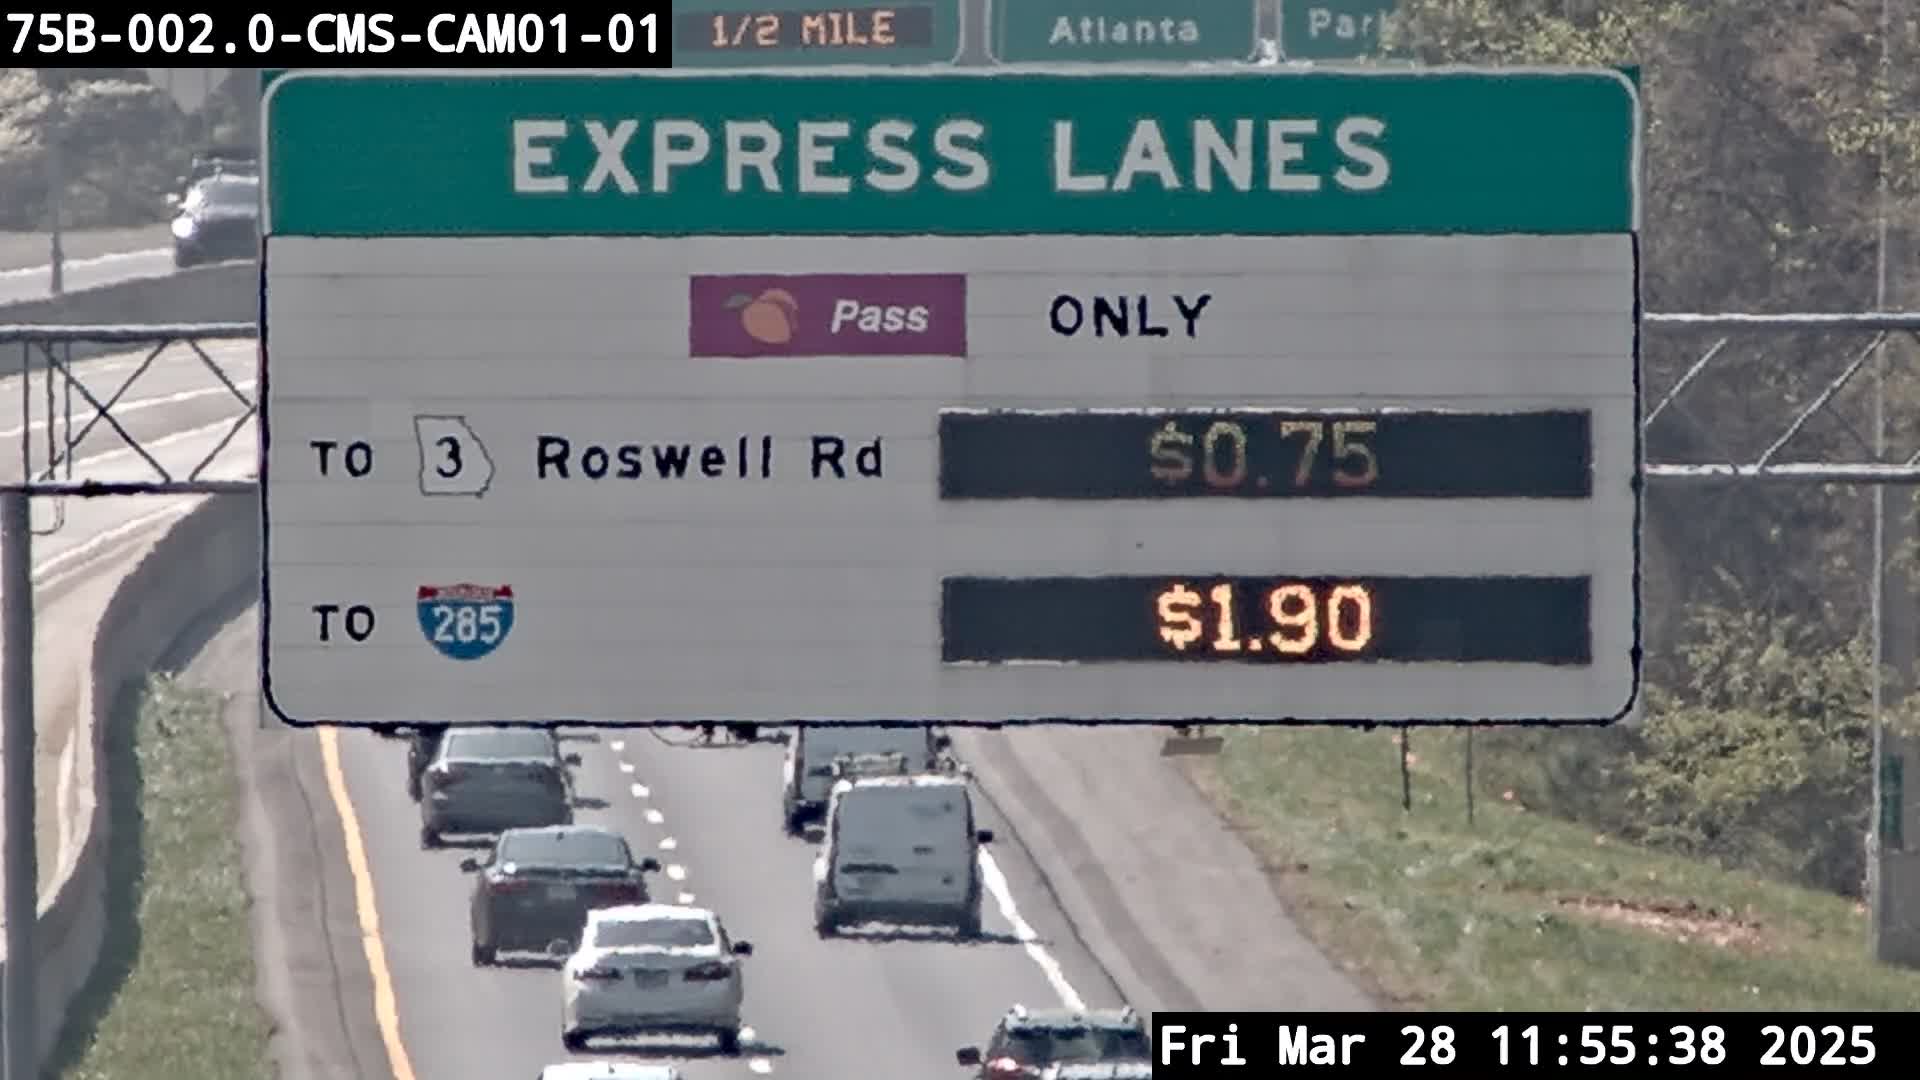 75B-002.0-CMS-CAM01-01
1/2 MILE
Atlanta
EXPRESS LANES
Pass ONLY
TO 3 Roswell Rd $0.75
TO 285 $1.90
Fri Mar 28 11:55:38 2025